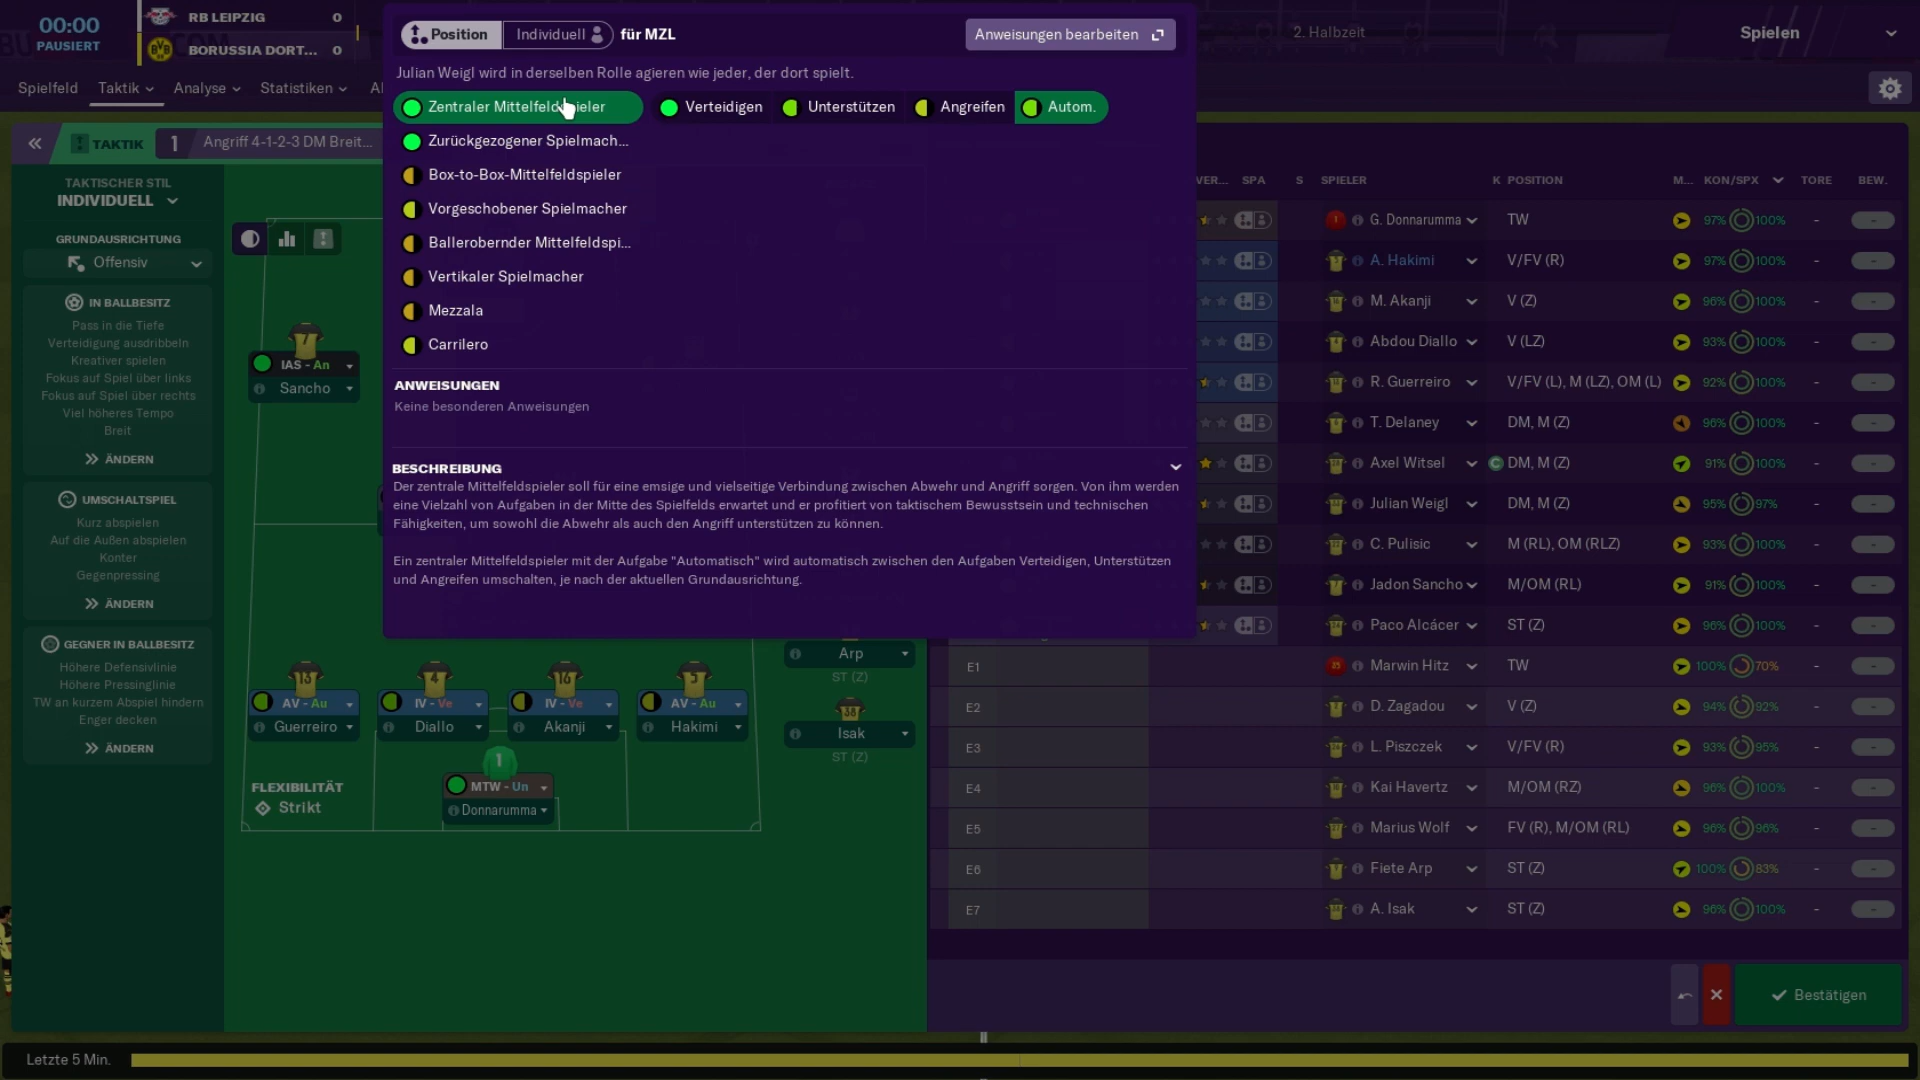 00:00
PAUSIERT
RB LEIPZIG 0
BORUSSIA DORT... 0
2. Halbzeit
Spielen
Spielfeld
Taktik
Analyse
Statistiken
Position
Individuell
für MZL
Anweisungen bearbeiten
Julian Weigl wird in derselben Rolle agieren wie jeder, der dort spielt.
Verteidigen
Unterstützen
Angreifen
Autom.
Zurückgezogener Spielmach...
Box-to-Box-Mittelfeldspieler
Vorgeschobener Spielmacher
Ballerobernder Mittelfeldspi...
Vertikaler Spielmacher
Mezzala
Carrilero
ANWEISUNGEN
Keine besonderen Anweisungen
BESCHREIBUNG
Der zentrale Mittelfeldspieler soll für eine emsige und vielseitige Verbindung zwischen Abwehr und Angriff sorgen. Von ihm werden
eine Vielzahl von Aufgaben in der Mitte des Spielfelds erwartet und er profitiert von taktischem Bewusstsein und technischen
Fähigkeiten, um sowohl die Abwehr als auch den Angriff unterstützen zu können.
Ein zentraler Mittelfeldspieler mit der Aufgabe "Automatisch" wird automatisch zwischen den Aufgaben Verteidigen, Unterstützen
und Angreifen umschalten, je nach der aktuellen Grundausrichtung.
TAKTIK
1 Angriff 4-1-2-3 DM Breit...
TAKTISCHER STIL
INDIVIDUELL
GRUNDAUSRICHTUNG
Offensiv
IN BALLBESITZ
Pass in die Tiefe
Verteidigung ausdribbeln
Kreativer spielen
Fokus auf Spiel über links
Fokus auf Spiel über rechts
Viel höheres Tempo
Breit
ÄNDERN
UMSCHALTSPIEL
Kurz abspielen
Auf die Außen abspielen
Konter
Gegenpressing
ÄNDERN
GEGNER IN BALLBESITZ
Höhere Defensivlinie
Höhere Pressinglinie
TW an kurzem Abspiel hindern
Enger decken
ÄNDERN
7
IAS - An
Sancho
13
AV - Au
Guerreiro
4
IV - Ve
Diallo
16
IV - Ve
Akanji
5
AV - Au
Hakimi
1
MTW - Un
Donnarumma
FLEXIBILITÄT
Strikt
Arp
ST (Z)
Isak
ST (Z)
VER... SPA S SPIELER K POSITION M... KON/SPX TORE BEW.
G. Donnarumma TW 97% 100% - -
A. Hakimi V/FV (R) 97% 100% - -
M. Akanji V (Z) 96% 100% - -
Abdou Diallo V (LZ) 93% 100% - -
R. Guerreiro V/FV (L), M (LZ), OM (L) 92% 100% - -
T. Delaney DM, M (Z) 96% 100% - -
Axel Witsel C DM, M (Z) 91% 100% - -
Julian Weigl DM, M (Z) 95% 97% - -
C. Pulisic M (RL), OM (RLZ) 93% 100% - -
Jadon Sancho M/OM (RL) 91% 100% - -
Paco Alcácer ST (Z) 96% 100% - -
E1 Marwin Hitz TW 100% 70% - -
E2 D. Zagadou V (Z) 94% 92% - -
E3 L. Piszczek V/FV (R) 93% 95% - -
E4 Kai Havertz M/OM (RZ) 96% 100% - -
E5 Marius Wolf FV (R), M/OM (RL) 96% 96% - -
E6 Fiete Arp ST (Z) 100% 83% - -
E7 A. Isak ST (Z) 96% 100% - -
Bestätigen
Letzte 5 Min.